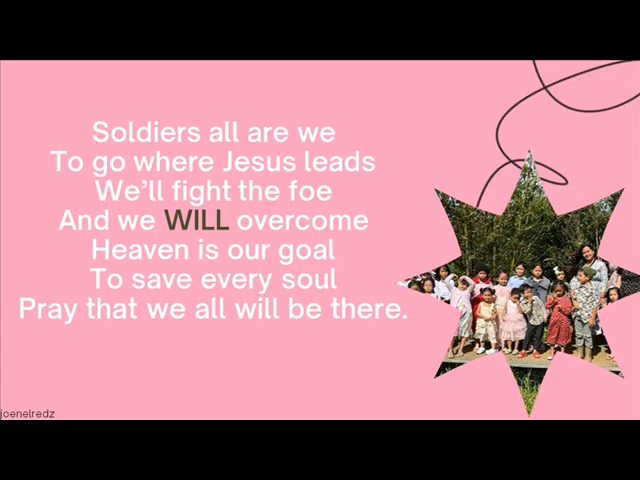 Soldiers all are we
To go where Jesus leads
We’ll fight the foe
And we WILL overcome
Heaven is our goal
To save every soul
Pray that we all will be there.
joenelredz